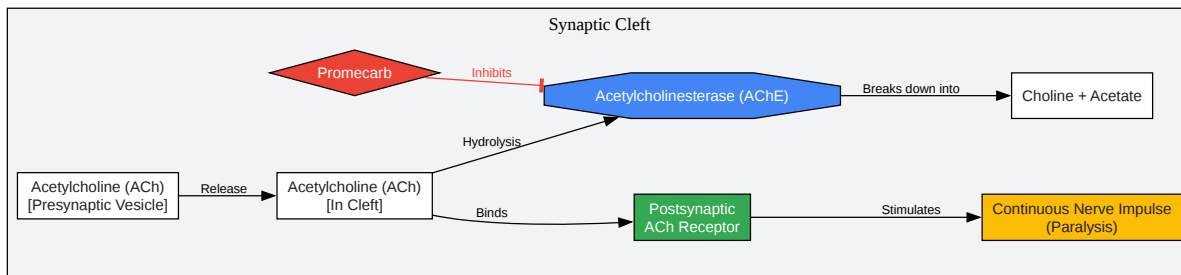 Synaptic Cleft
Promecarb
Inhibits
Acetylcholinesterase (AChE)
Breaks down into
Choline + Acetate
Hydrolysis
Acetylcholine (ACh)
[Presynaptic Vesicle]
Release
Acetylcholine (ACh)
[In Cleft]
Binds
Postsynaptic
ACh Receptor
Stimulates
Continuous Nerve Impulse
(Paralysis)